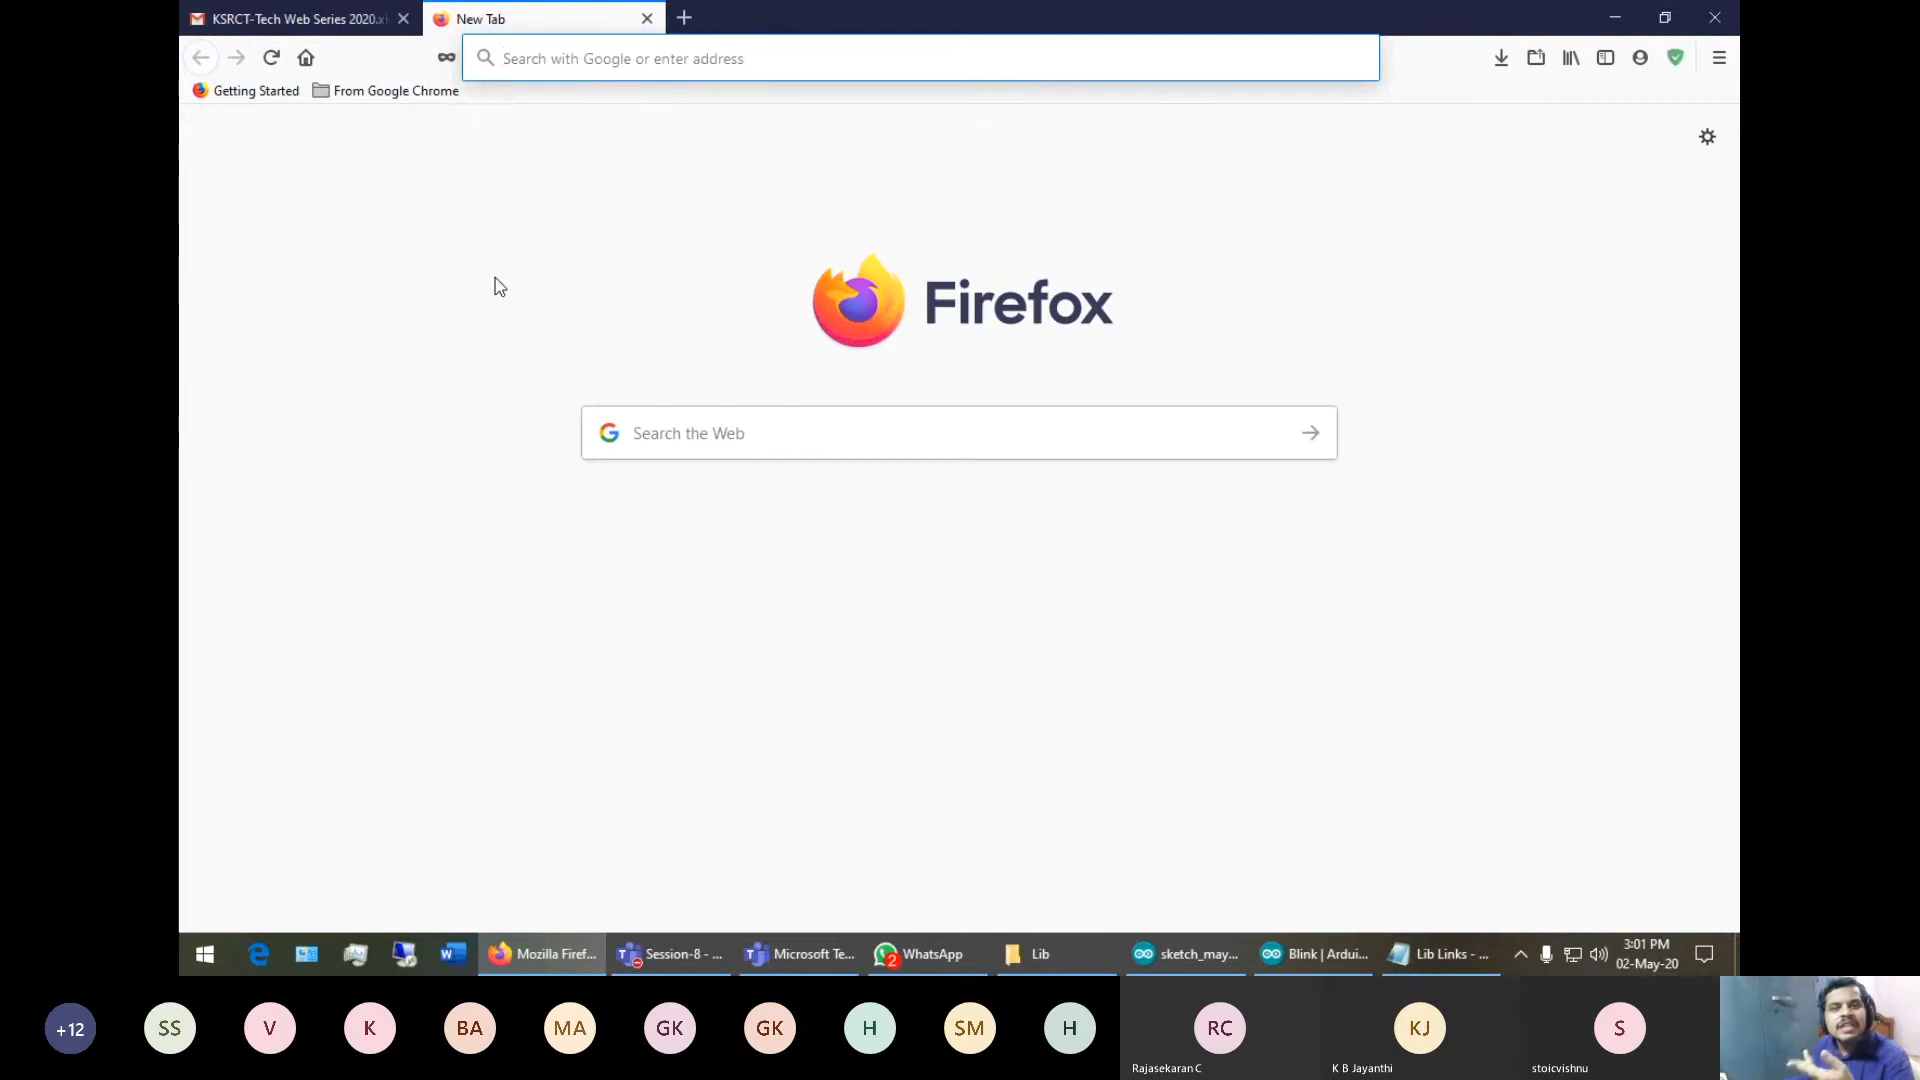 KSRCT-Tech Web Series 2020.xl
New Tab
Search with Google or enter address
Getting Started
From Google Chrome
Firefox
Search the Web
Mozilla Firef...
Session-8 - ...
Microsoft Te...
2
WhatsApp
Lib
sketch_may...
Blink | Ardui...
Lib Links - ...
3:01 PM
02-May-20
+12
SS
V
K
BA
MA
GK
GK
H
SM
H
RC
Rajasekaran C
KJ
K B Jayanthi
S
stoicvishnu